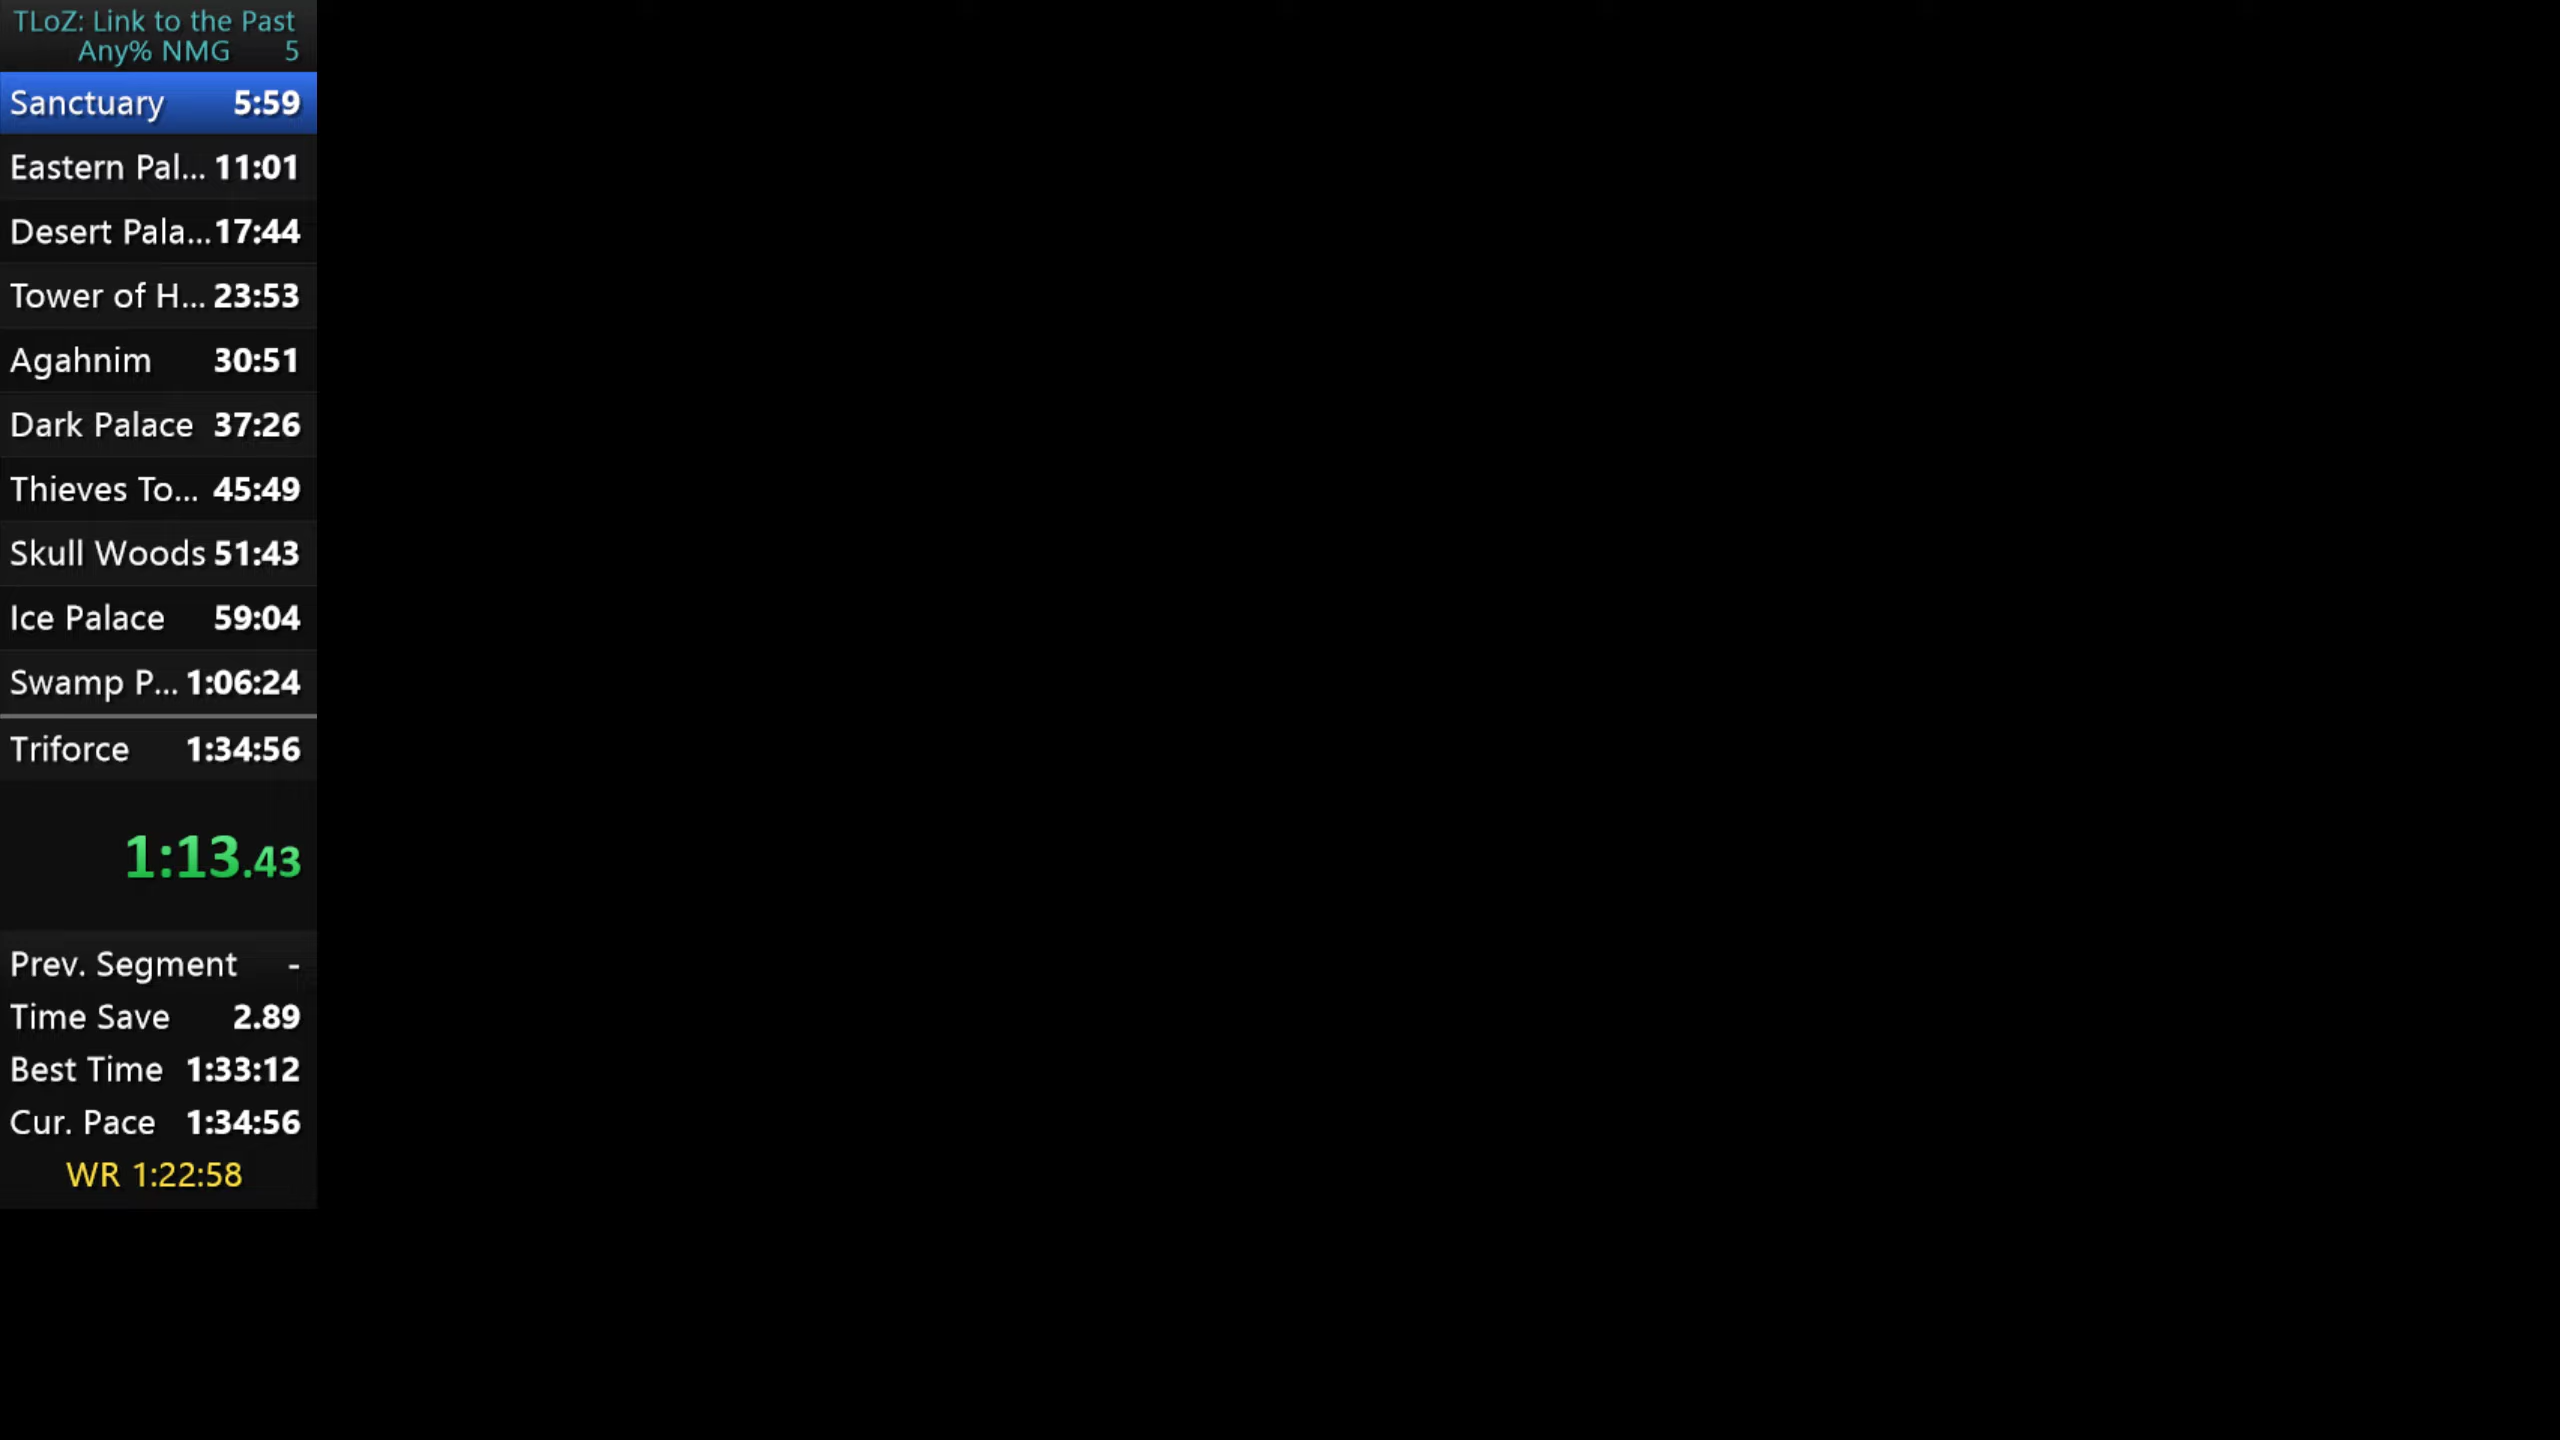 TLoZ: Link to the Past
Any% NMG 5
Sanctuary 5:59
Eastern Pal... 11:01
Desert Pala... 17:44
Tower of H... 23:53
Agahnim 30:51
Dark Palace 37:26
Thieves To... 45:49
Skull Woods 51:43
Ice Palace 59:04
Swamp P... 1:06:24
Triforce 1:34:56
1:13.43
Prev. Segment -
Time Save 2.89
Best Time 1:33:12
Cur. Pace 1:34:56
WR 1:22:58